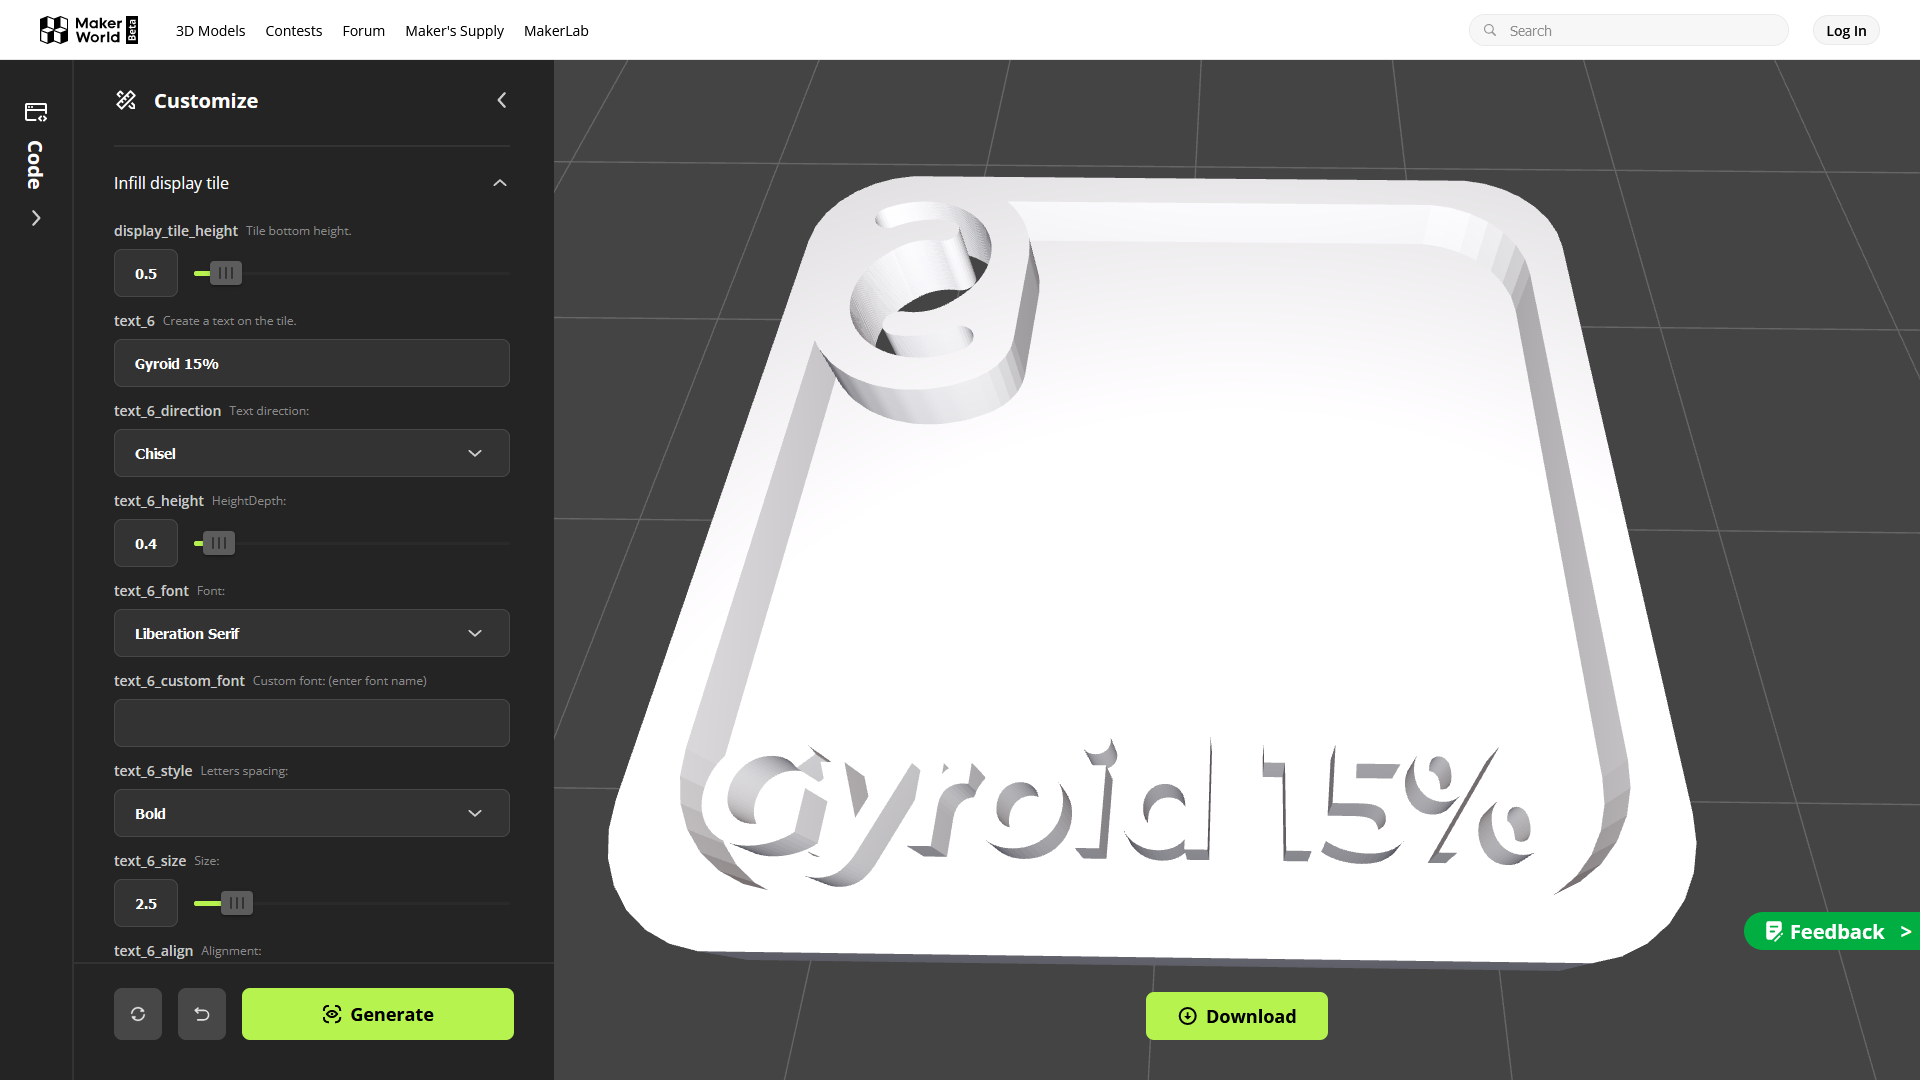 Maker World Beta
3D Models
Contests
Forum
Maker's Supply
MakerLab
Search
Log In
Code
Customize
Infill display tile
display_tile_height Tile bottom height.
0.5
text_6 Create a text on the tile.
Gyroid 15%
text_6_direction Text direction:
Chisel
text_6_height HeightDepth:
0.4
text_6_font Font:
Liberation Serif
text_6_custom_font Custom font: (enter font name)
text_6_style Letters spacing:
Bold
text_6_size Size:
2.5
text_6_align Alignment:
Generate
Gyroid 15%
Download
Feedback >